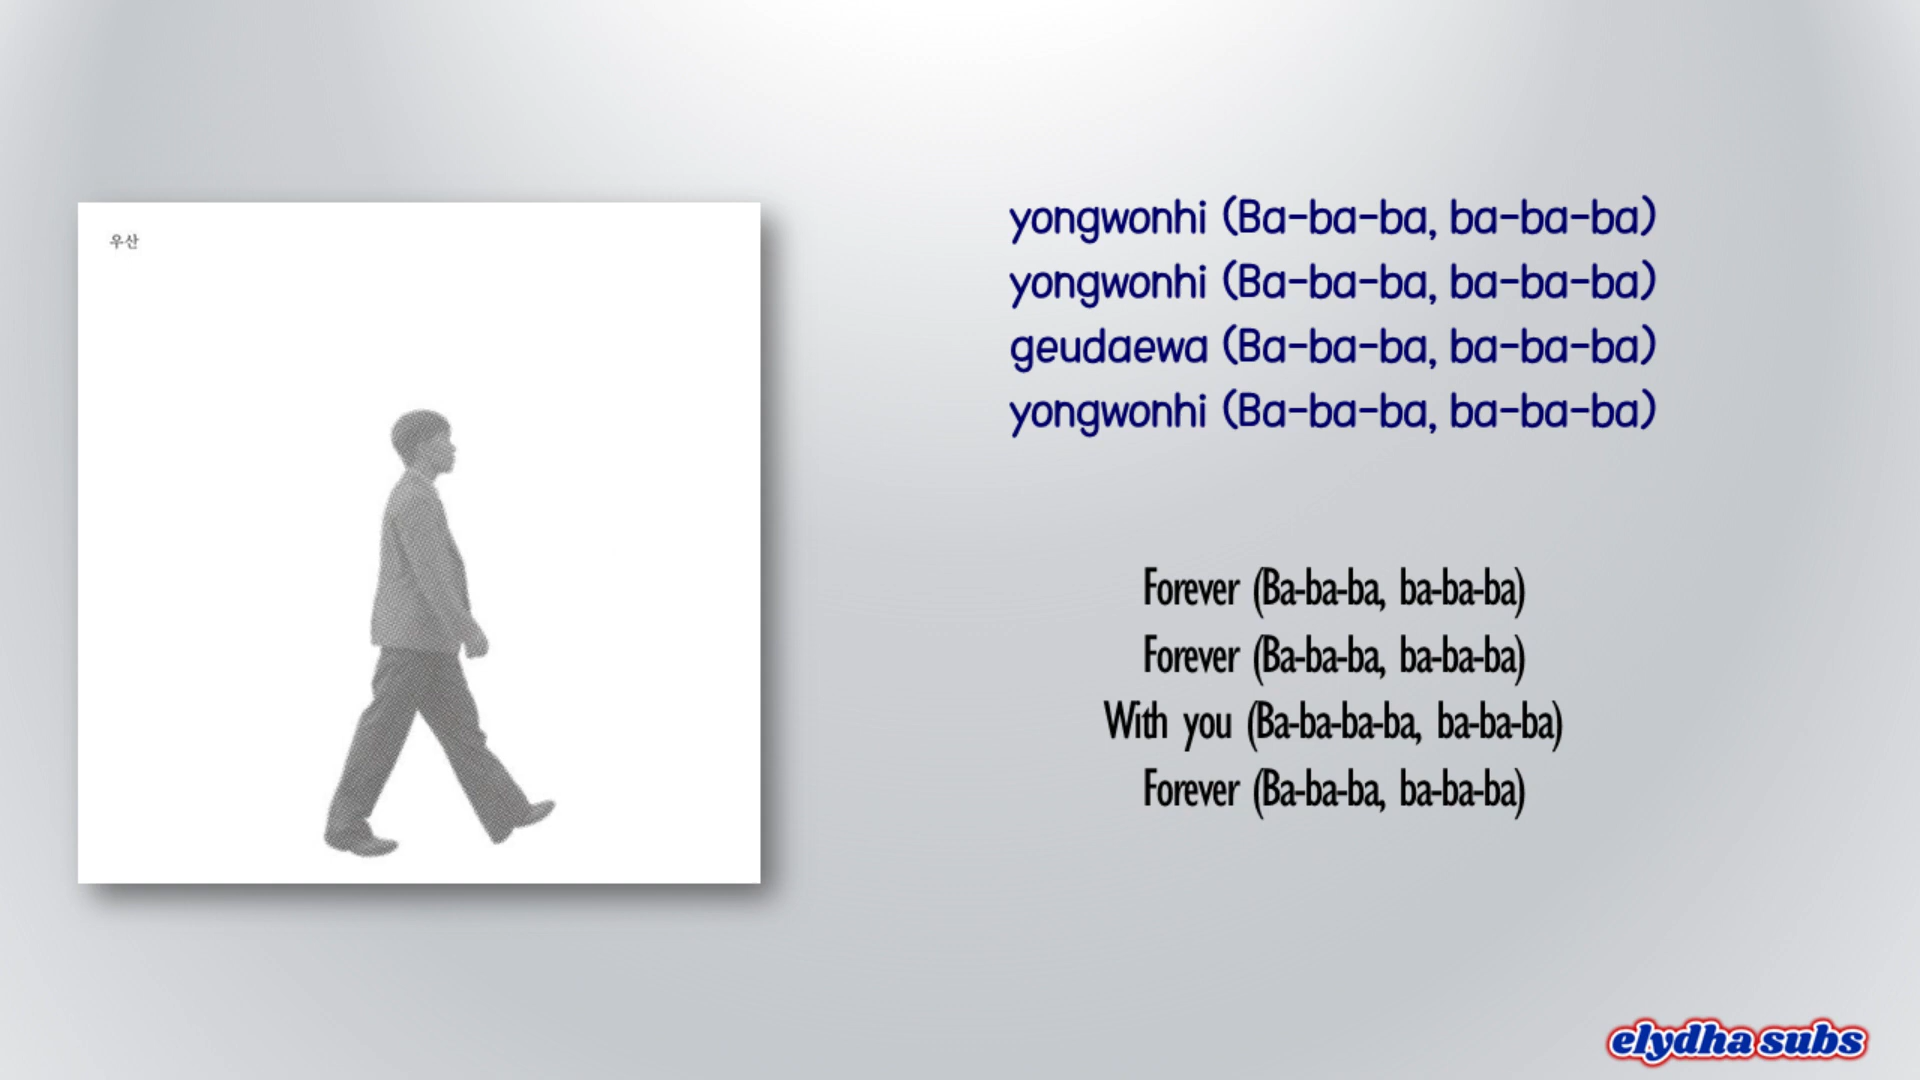 우산
yongwonhi (Ba-ba-ba, ba-ba-ba)
yongwonhi (Ba-ba-ba, ba-ba-ba)
geudaewa (Ba-ba-ba, ba-ba-ba)
yongwonhi (Ba-ba-ba, ba-ba-ba)
Forever (Ba-ba-ba, ba-ba-ba)
Forever (Ba-ba-ba, ba-ba-ba)
With you (Ba-ba-ba-ba, ba-ba-ba)
Forever (Ba-ba-ba, ba-ba-ba)
elydha subs